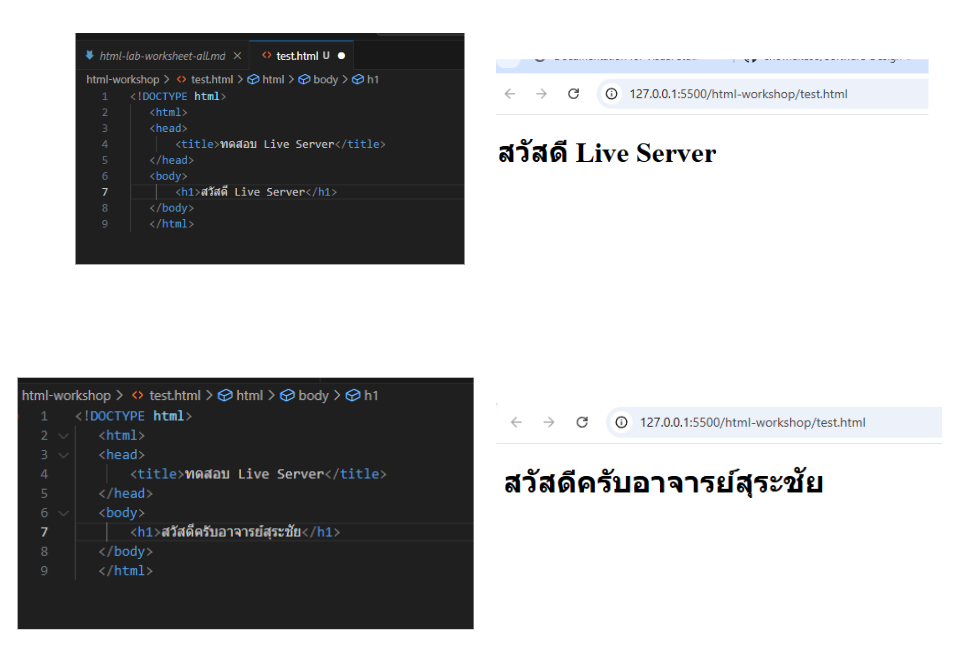 html-lab-worksheet-all.md × <> test.html U ●
html-workshop > <> test.html > html > body > h1
1 <!DOCTYPE html>
2 <html>
3 <head>
4 <title>ทดสอบ Live Server</title>
5 </head>
6 <body>
7 <h1>สวัสดี Live Server</h1>
8 </body>
9 </html>
127.0.0.1:5500/html-workshop/test.html
สวัสดี Live Server
html-workshop > <> test.html > html > body > h1
1 <!DOCTYPE html>
2 <html>
3 <head>
4 <title>ทดสอบ Live Server</title>
5 </head>
6 <body>
7 <h1>สวัสดีครับอาจารย์สุระชัย</h1>
8 </body>
9 </html>
127.0.0.1:5500/html-workshop/test.html
สวัสดีครับอาจารย์สุระชัย